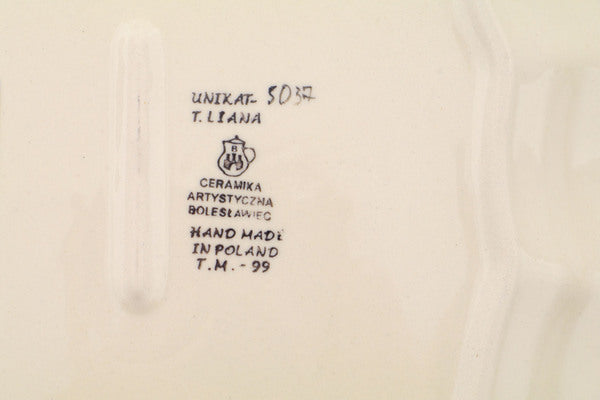 UNIKAT- 5037
T. LIANA
B
CERAMIKA
ARTYSTYCZNA
BOLESŁAWIEC
HAND MADE
IN POLAND
T.M. - 99